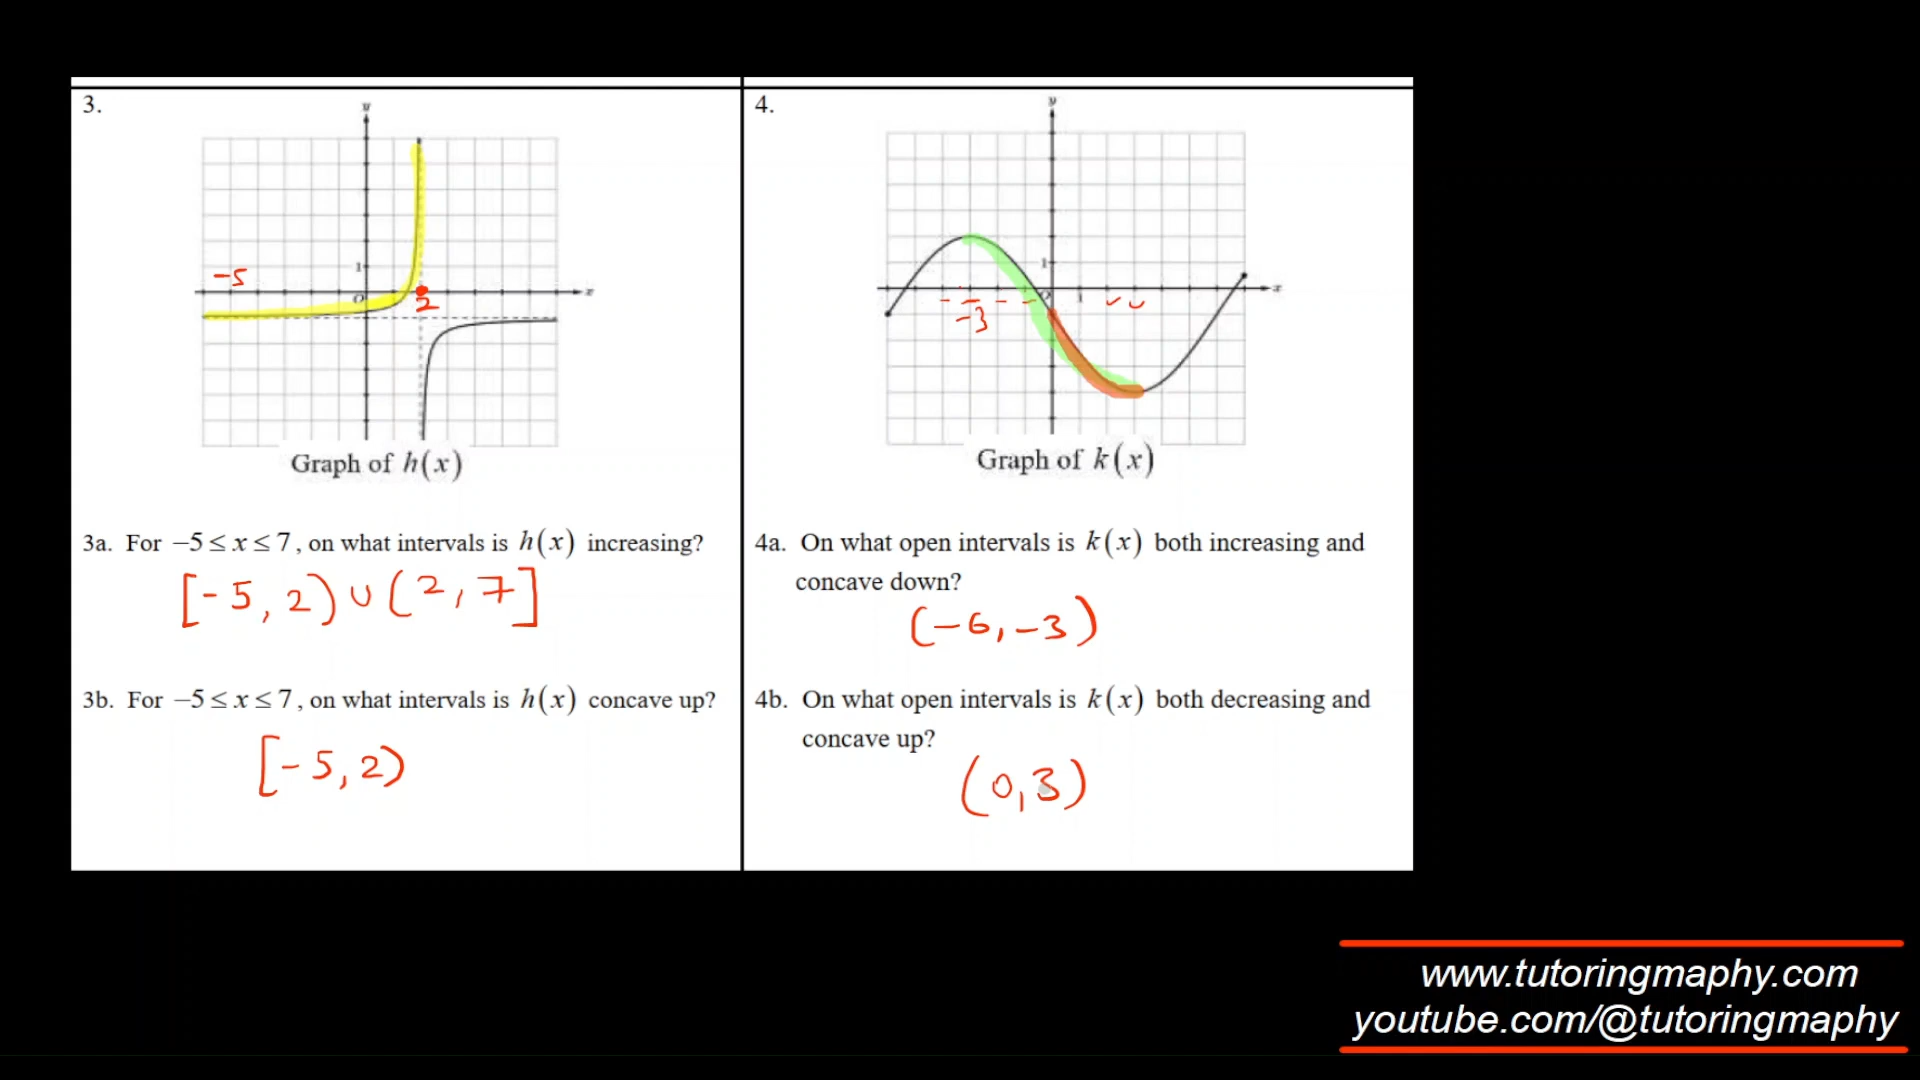 3.
y
-5
1
O
2
x
Graph of h(x)
3a. For −5 ≤ x ≤ 7, on what intervals is h(x) increasing?
[-5, 2) ∪ (2, 7]
3b. For −5 ≤ x ≤ 7, on what intervals is h(x) concave up?
[-5, 2)
4.
y
1
O
1
x
-3
Graph of k(x)
4a. On what open intervals is k(x) both increasing and
concave down?
(-6, -3)
4b. On what open intervals is k(x) both decreasing and
concave up?
(0, 3)
www.tutoringmaphy.com
youtube.com/@tutoringmaphy